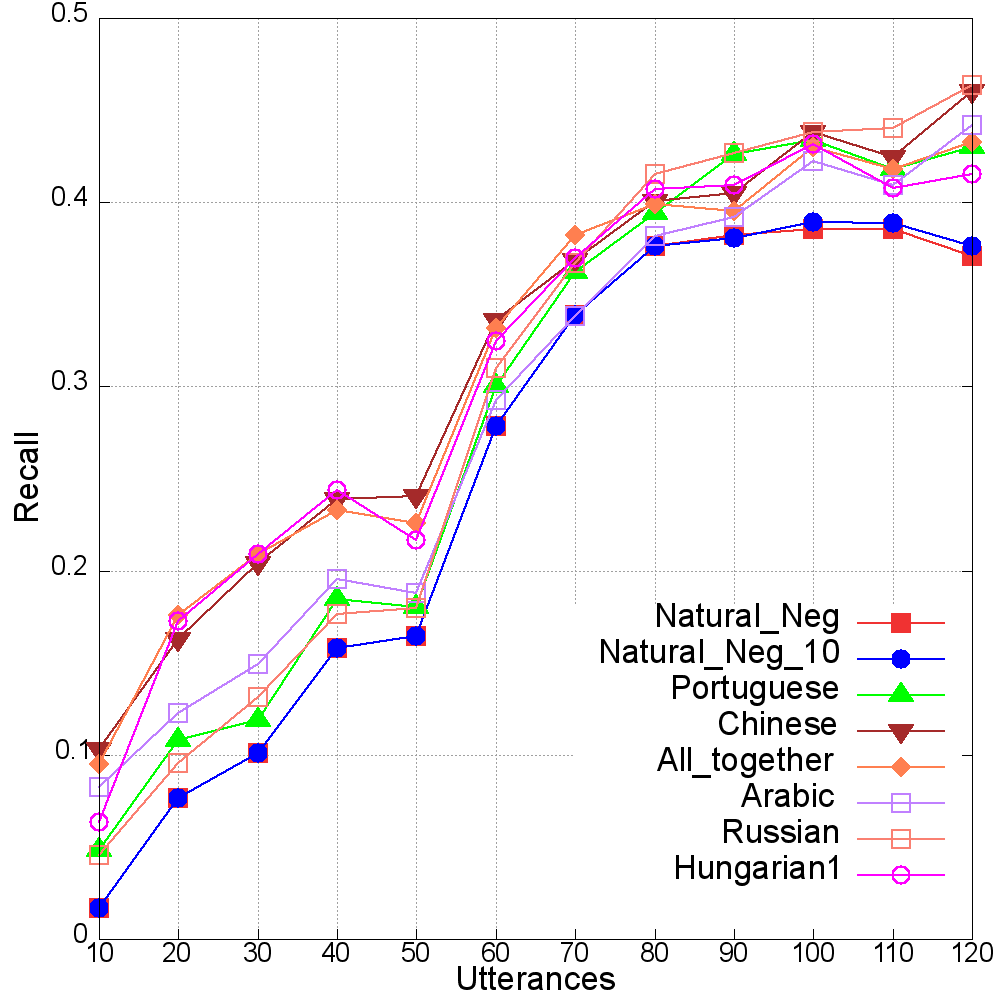 0.5
0.4
0.3
0.2
0.1
0
Recall
10 20 30 40 50 60 70 80 90 100 110 120
Utterances
Natural_Neg
Natural_Neg_10
Portuguese
Chinese
All_together
Arabic
Russian
Hungarian1